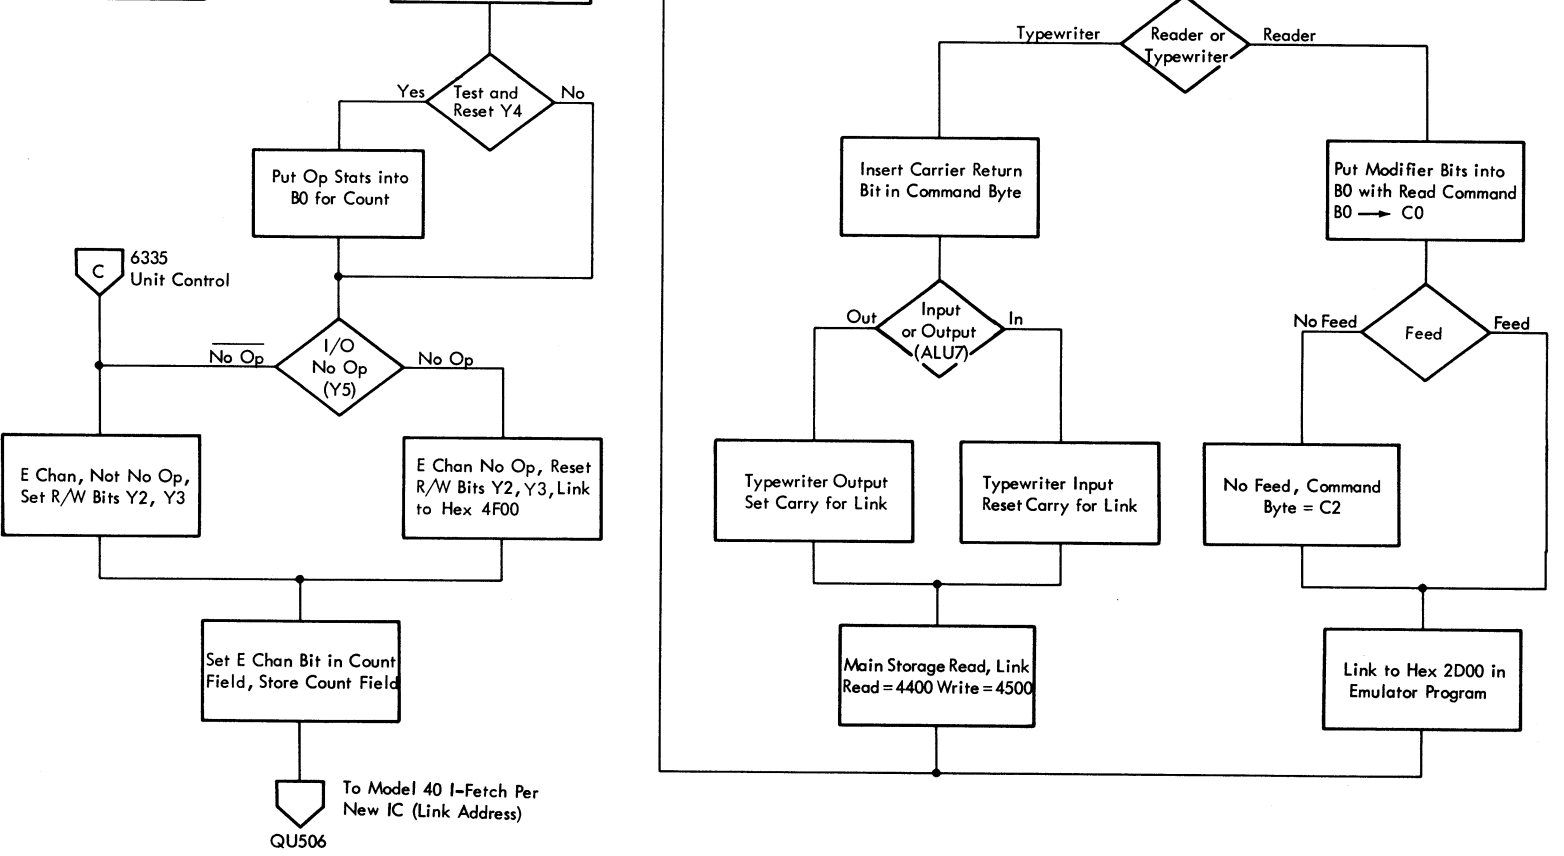 Yes
Test and
Reset Y4
No
Put Op Stats into
B0 for Count
C
6335
Unit Control
No Op
I/O
No Op
(Y5)
No Op
E Chan, Not No Op,
Set R/W Bits Y2, Y3
E Chan No Op, Reset
R/W Bits Y2, Y3, Link
to Hex 4F00
Set E Chan Bit in Count
Field, Store Count Field
To Model 40 I-Fetch Per
New IC (Link Address)
QU506
Typewriter
Reader or
Typewriter
Reader
Insert Carrier Return
Bit in Command Byte
Out
Input
or Output
(ALU7)
In
Typewriter Output
Set Carry for Link
Typewriter Input
Reset Carry for Link
Main Storage Read, Link
Read = 4400 Write = 4500
Put Modifier Bits into
B0 with Read Command
B0 → C0
No Feed
Feed
Feed
No Feed, Command
Byte = C2
Link to Hex 2D00 in
Emulator Program